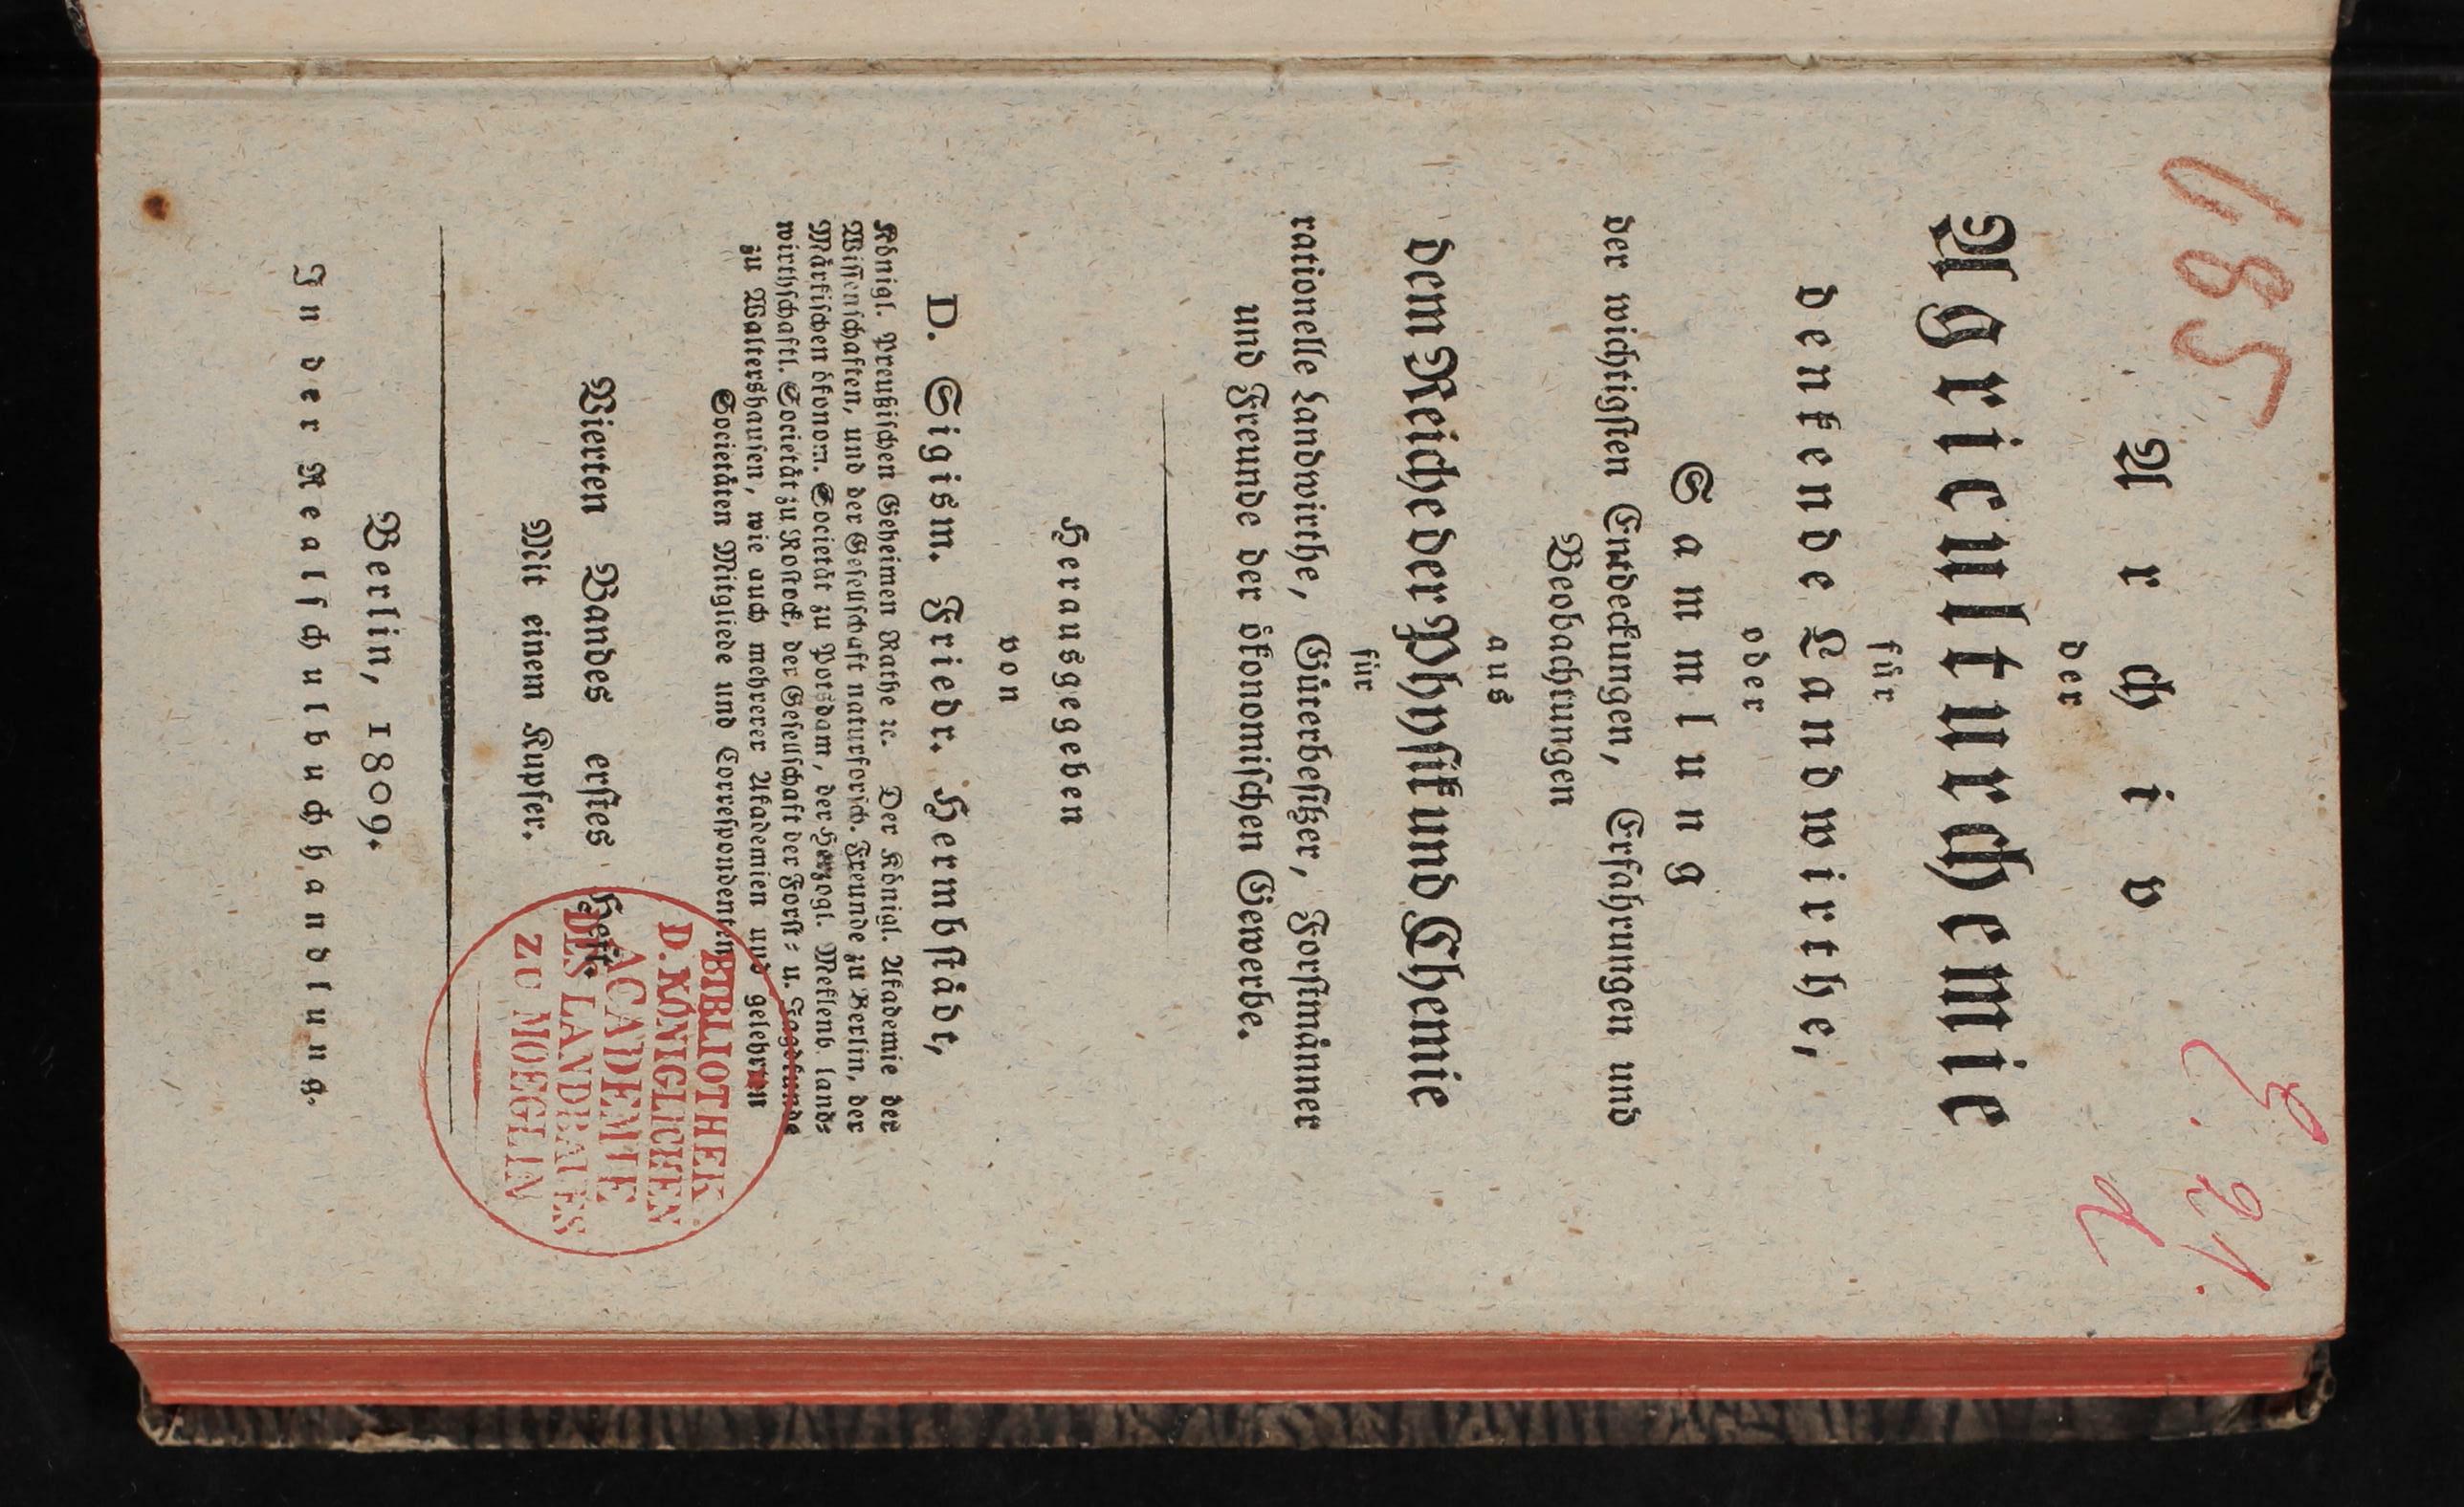 685
L. 21.
Archiv
der
Agriculturchemie
für
denkende Landwirthe,
oder
Sammlung
der wichtigsten Entdeckungen, Erfahrungen und
Beobachtungen
aus
dem Reiche der Physik und Chemie
für
rationelle Landwirthe, Güterbesitzer, Forstmänner
und Freunde der ökonomischen Gewerbe.
Herausgegeben
von
D. Sigism. Friedr. Hermbstädt,
Königl. Preußischen Geheimen Rathe ꝛc. Der Königl. Akademie der
Wissenschaften, und der Gesellschaft naturforsch. Freunde zu Berlin, der
Märkischen ökonom. Societät zu Potsdam, der Herzogl. Meklenb. land⸗
wirthschaftl. Societät zu Rostock, der Gesellschaft der Forst⸗ u. Jagdkunde
zu Waltershausen, wie auch mehrerer Akademien und gelehrten
Societäten Mitgliede und Correspondenten.
Vierten Bandes erstes Heft.
Mit einem Kupfer.
BIBLIOTHEK
D. KÖNIGLICHEN
ACADEMIE
DES LANDBAUES
ZU MOEGLIN
Berlin, 1809.
In der Realschulbuchhandlung.